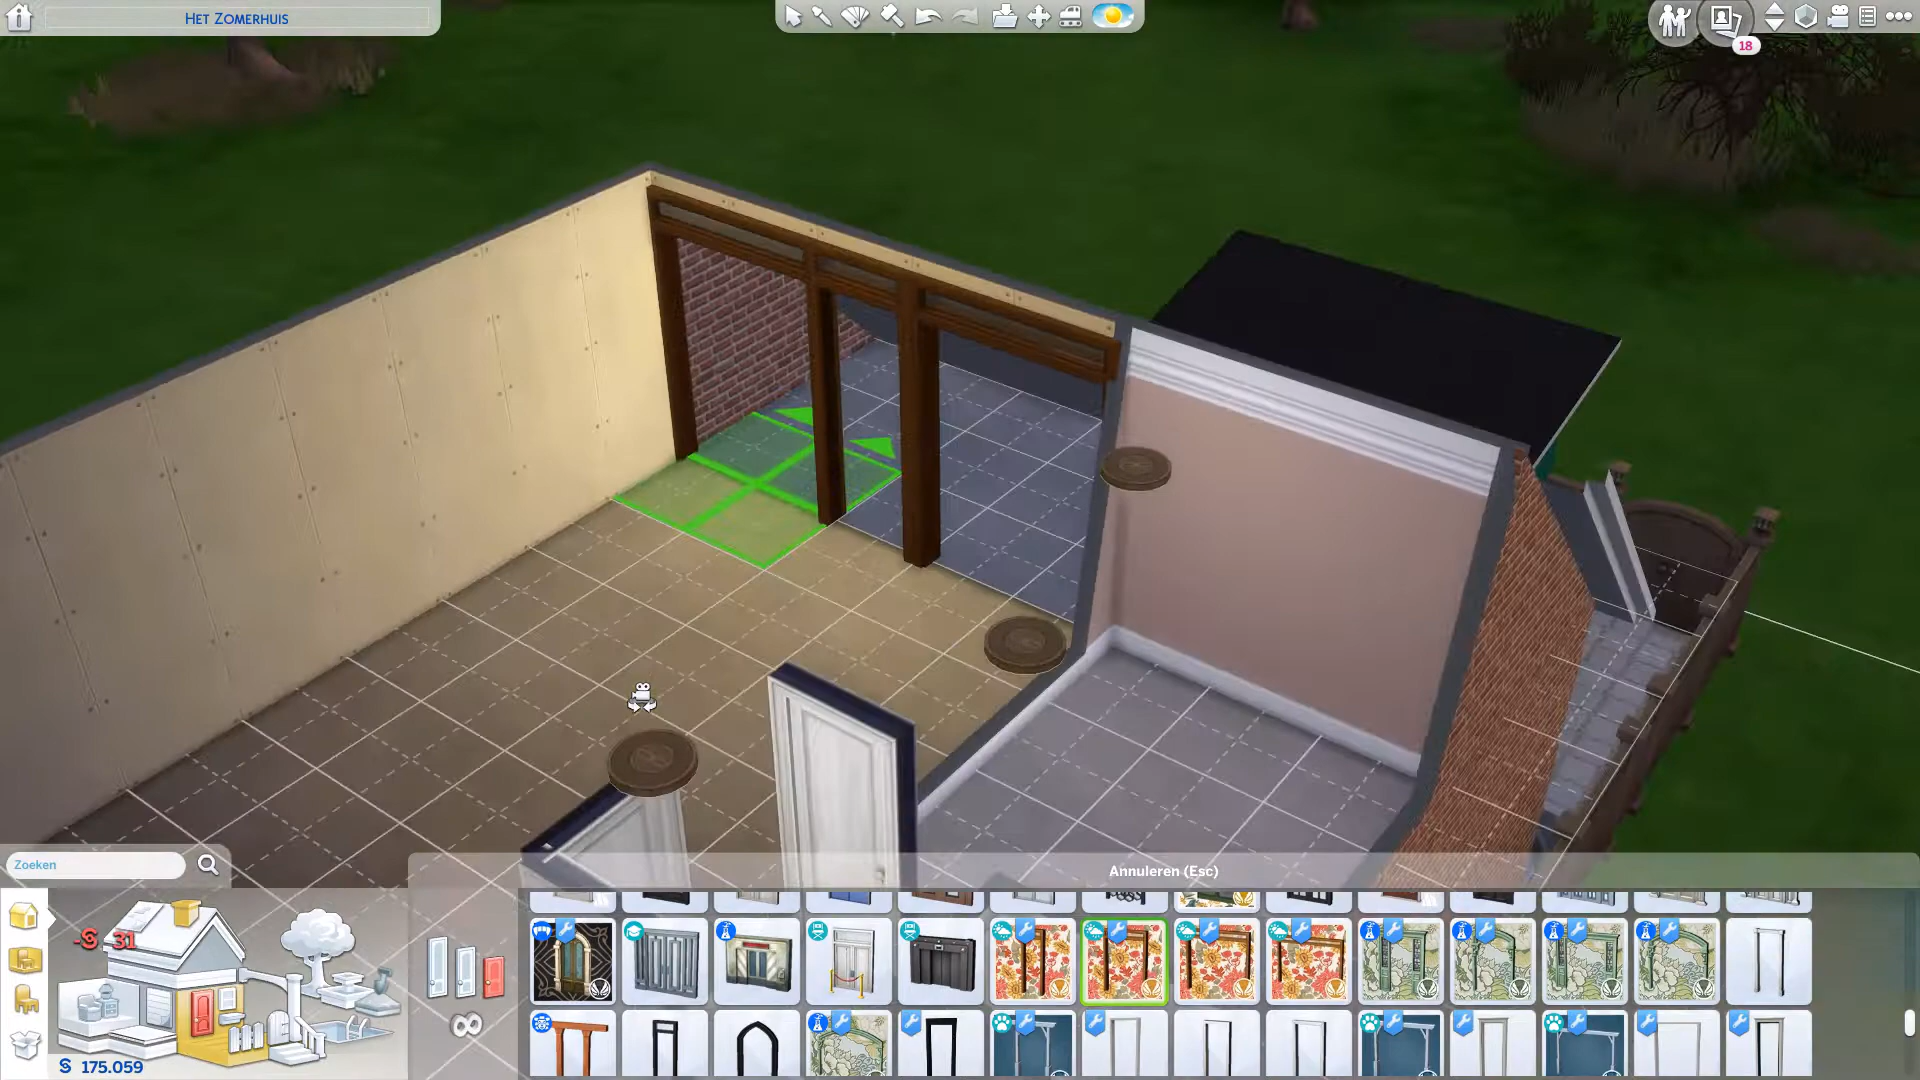 Het Zomerhuis
18
Annuleren (Esc)
Zoeken
-§ 31
§ 175.059